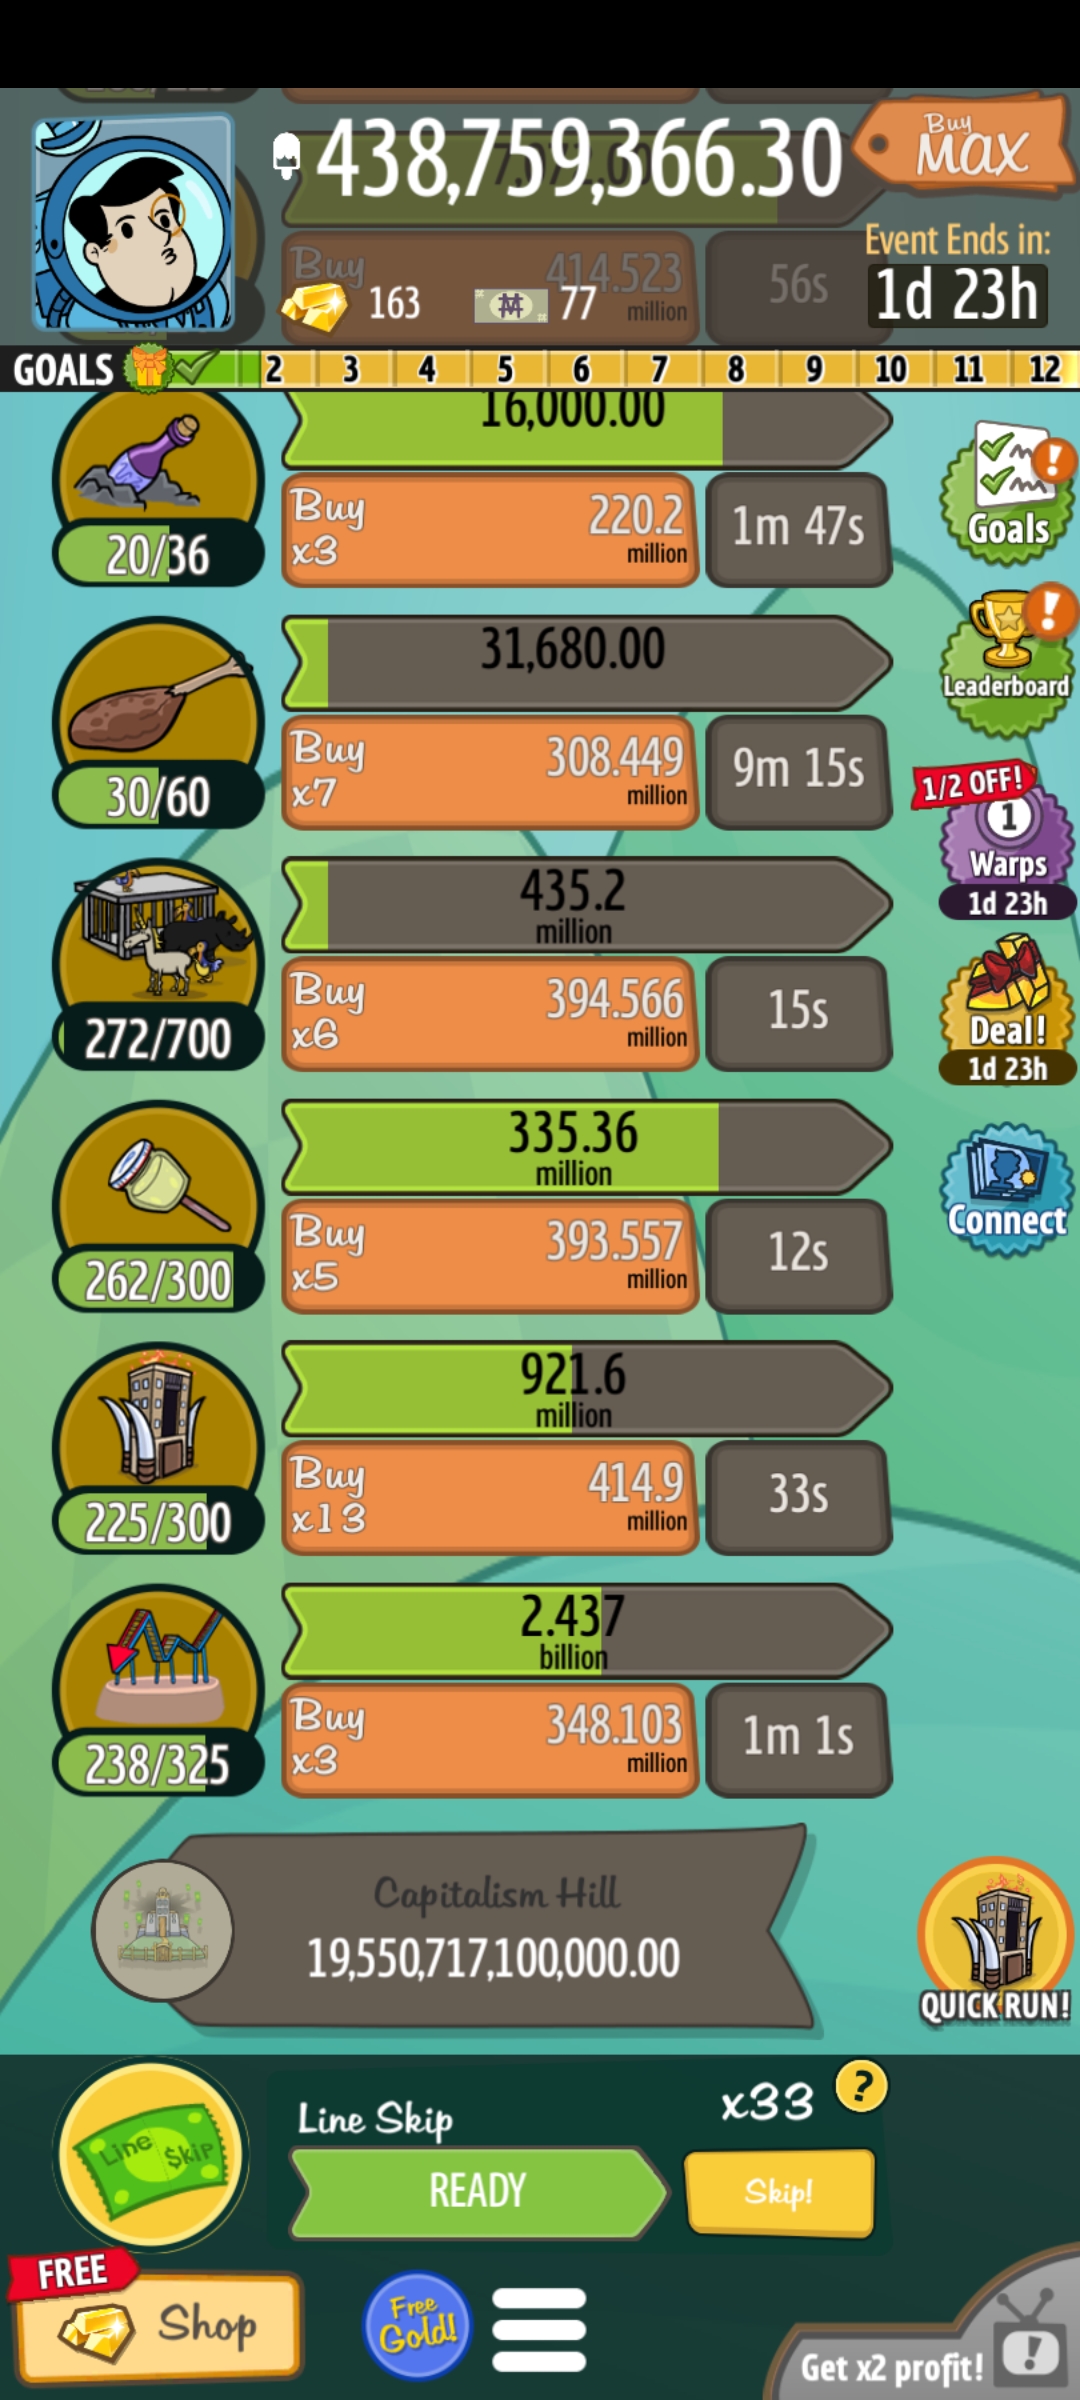 438,759,366.30
Buy
MAX
Buy
414.523
million
56s
163
77
Event Ends in:
1d 23h
GOALS 2 3 4 5 6 7 8 9 10 11 12
16,000.00
20/36
Buy
x3
220.2
million
1m 47s
Goals
31,680.00
30/60
Buy
x7
308.449
million
9m 15s
Leaderboard
1/2 OFF!
1
Warps
1d 23h
435.2
million
272/700
Buy
x6
394.566
million
15s
Deal!
1d 23h
335.36
million
262/300
Buy
x5
393.557
million
12s
Connect
921.6
million
225/300
Buy
x13
414.9
million
33s
2.437
billion
238/325
Buy
x3
348.103
million
1m 1s
Capitalism Hill
19,550,717,100,000.00
QUICK RUN!
Line $kip
Line Skip
x33
?
READY
Skip!
FREE
Shop
Free
Gold!
Get x2 profit!